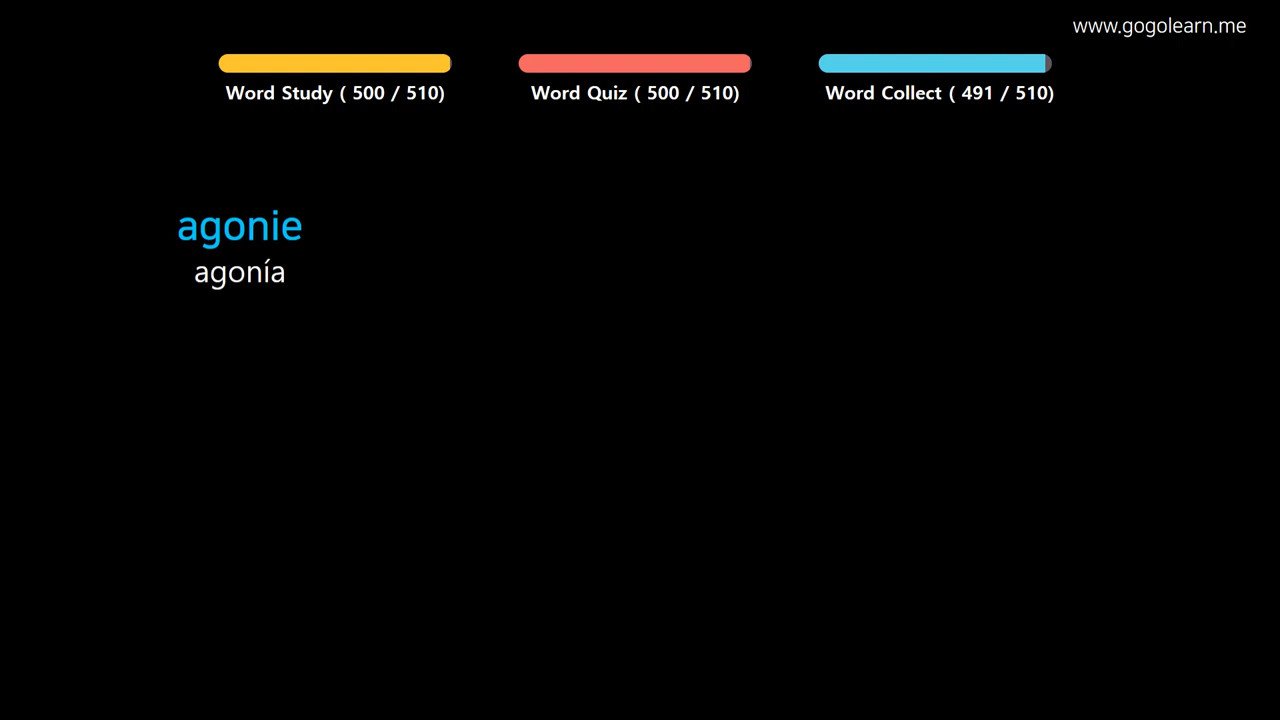 www.gogolearn.me
Word Study ( 500 / 510)
Word Quiz ( 500 / 510)
Word Collect ( 491 / 510)
agonie
agonía